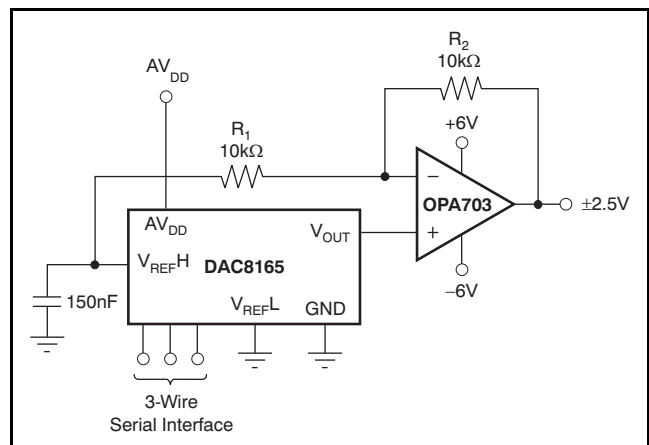 R2
10kΩ
AVDD
+6V
R1
10kΩ
−
OPA703
±2.5V
+
AVDD
VOUT
VREFH
DAC8165
−6V
150nF
VREFL
GND
3-Wire
Serial Interface